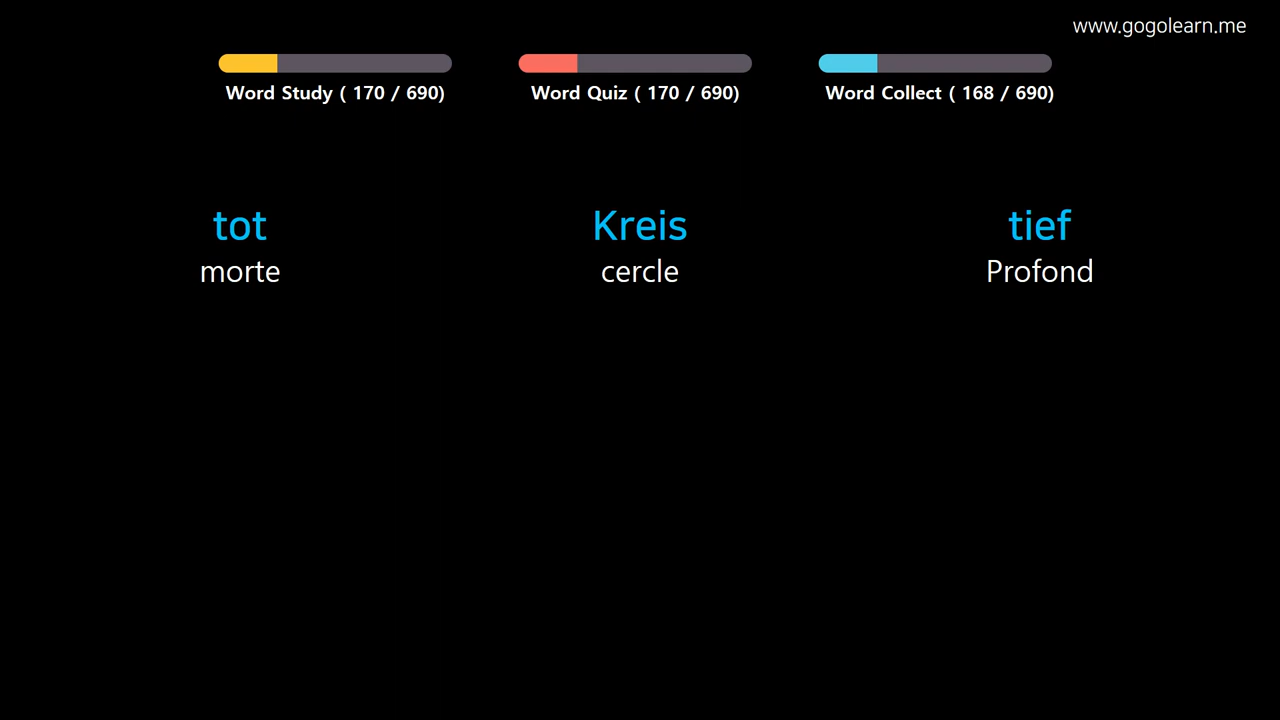 www.gogolearn.me
Word Study ( 170 / 690)
Word Quiz ( 170 / 690)
Word Collect ( 168 / 690)
tot
morte
Kreis
cercle
tief
Profond